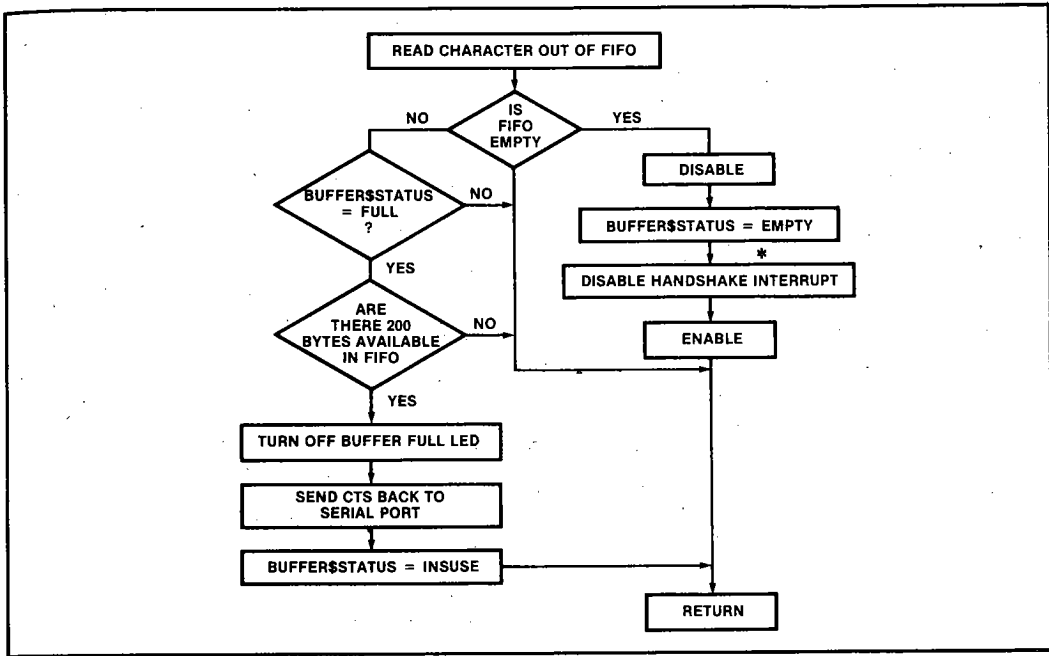 READ CHARACTER OUT OF FIFO
IS
FIFO
EMPTY
NO
YES
DISABLE
BUFFER$STATUS
= FULL
?
NO
BUFFER$STATUS = EMPTY
*
DISABLE HANDSHAKE INTERRUPT
YES
ARE
THERE 200
BYTES AVAILABLE
IN FIFO
NO
ENABLE
YES
TURN OFF BUFFER FULL LED
SEND CTS BACK TO
SERIAL PORT
BUFFER$STATUS = INSUSE
RETURN